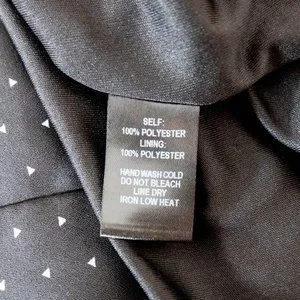 SELF:
100% POLYESTER
LINING:
100% POLYESTER
HAND WASH COLD
DO NOT BLEACH
LINE DRY
IRON LOW HEAT